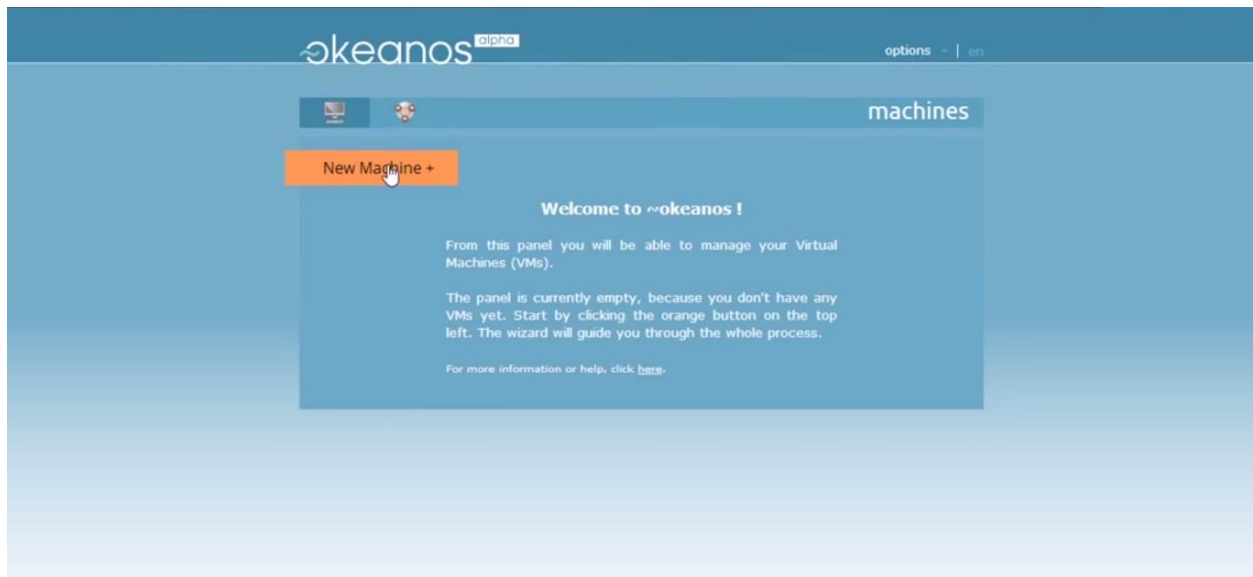 ~okeanos alpha
options | en
machines
New Machine +
Welcome to ~okeanos !
From this panel you will be able to manage your Virtual
Machines (VMs).
The panel is currently empty, because you don't have any
VMs yet. Start by clicking the orange button on the top
left. The wizard will guide you through the whole process.
For more information or help, click here.